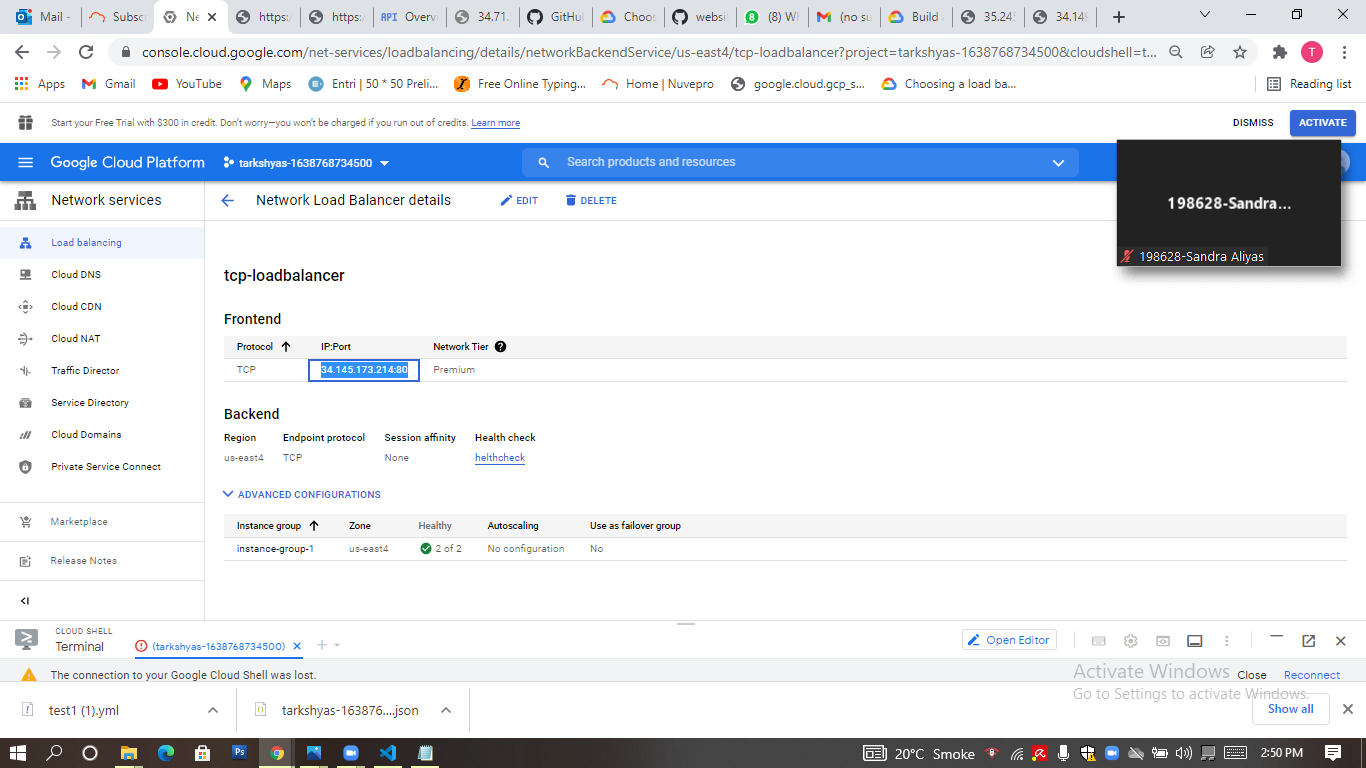 Mail -
Subsc
Ne
https:/
https:/
API Overv
34.71.
GitHul
Choos
websit
8 (8) W
(no su
Build a
35.245
34.149
console.cloud.google.com/net-services/loadbalancing/details/networkBackendService/us-east4/tcp-loadbalancer?project=tarkshyas-1638768734500&cloudshell=t...
T
Apps
Gmail
YouTube
Maps
Entri | 50 * 50 Preli...
Free Online Typing...
Home | Nuvepro
google.cloud.gcp_s...
Choosing a load ba...
Reading list
Start your Free Trial with $300 in credit. Don't worry—you won't be charged if you run out of credits. Learn more
DISMISS
ACTIVATE
Google Cloud Platform
tarkshyas-1638768734500
Search products and resources
198628-Sandra...
198628-Sandra Aliyas
Network services
Network Load Balancer details
EDIT
DELETE
Load balancing
Cloud DNS
Cloud CDN
Cloud NAT
Traffic Director
Service Directory
Cloud Domains
Private Service Connect
Marketplace
Release Notes
tcp-loadbalancer
Frontend
Protocol IP:Port Network Tier
TCP 34.145.173.214:80 Premium
Backend
Region Endpoint protocol Session affinity Health check
us-east4 TCP None helthcheck
ADVANCED CONFIGURATIONS
Instance group Zone Healthy Autoscaling Use as failover group
instance-group-1 us-east4 2 of 2 No configuration No
CLOUD SHELL
Terminal
(tarkshyas-1638768734500)
Open Editor
The connection to your Google Cloud Shell was lost.
Close
Reconnect
Activate Windows
Go to Settings to activate Windows.
test1 (1).yml
tarkshyas-163876....json
Show all
Ps
20°C Smoke
2:50 PM